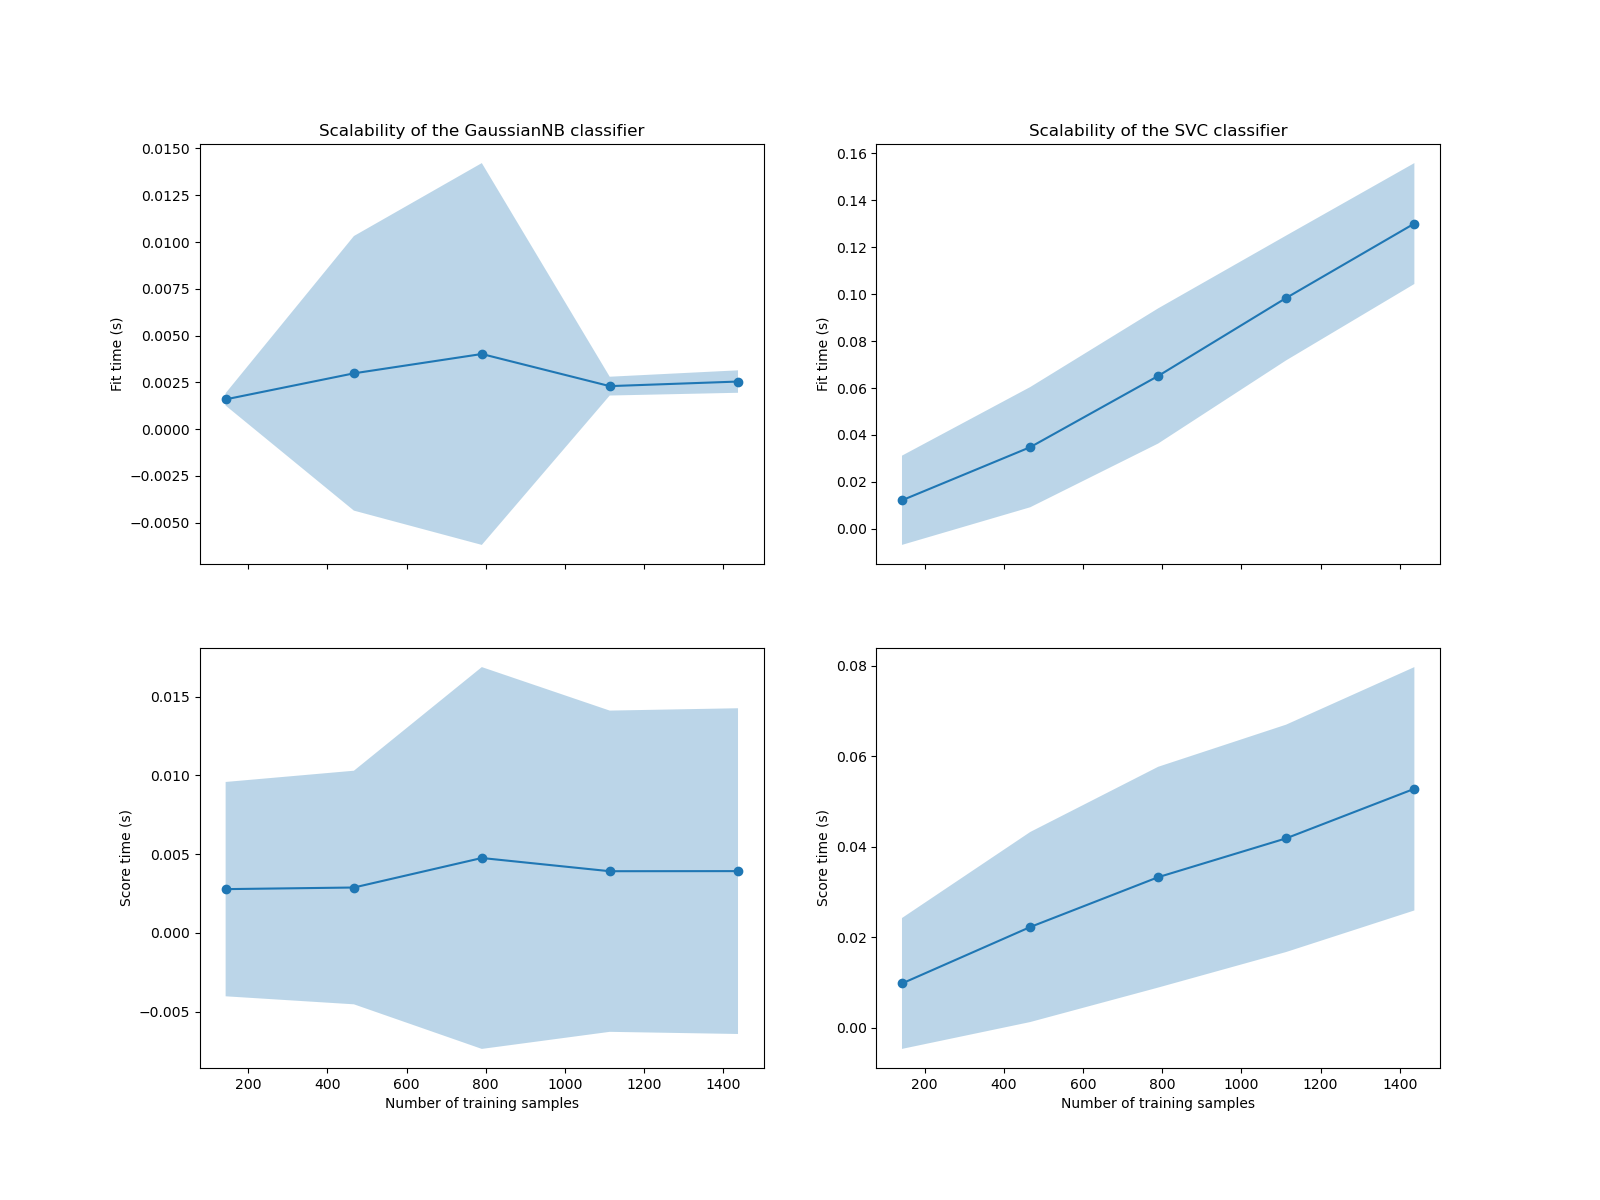 Scalability of the GaussianNB classifier
0.0150
0.0125
0.0100
0.0075
0.0050
0.0025
0.0000
−0.0025
−0.0050
Fit time (s)
Scalability of the SVC classifier
0.16
0.14
0.12
0.10
0.08
0.06
0.04
0.02
0.00
Fit time (s)
0.015
0.010
0.005
0.000
−0.005
Score time (s)
200 400 600 800 1000 1200 1400
Number of training samples
0.08
0.06
0.04
0.02
0.00
Score time (s)
200 400 600 800 1000 1200 1400
Number of training samples